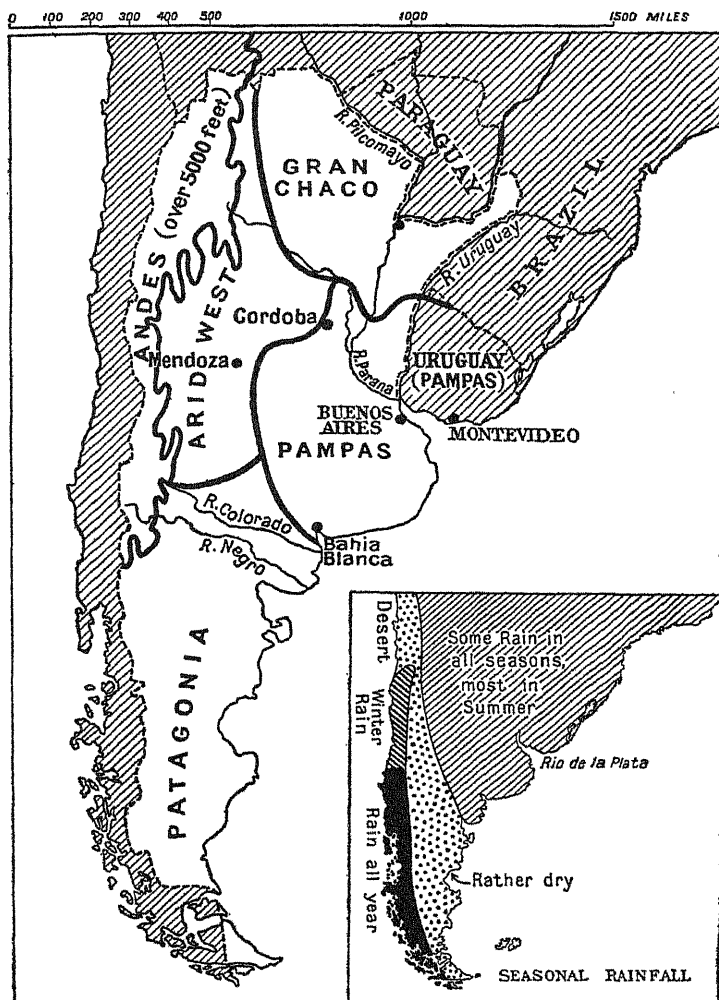 0 100 200 300 500 1000 1500 MILES
PARAGUAY
R. Pilcomayo
GRAN
CHACO
ANDES (over 5000 feet)
BRAZIL
R. Uruguay
ARID WEST
Cordoba
Mendoza
R. Parana
URUGUAY
(PAMPAS)
BUENOS
AIRES
MONTEVIDEO
PAMPAS
R. Colorado
R. Negro
Bahia
Blanca
PATAGONIA
Desert
Some Rain in
all seasons,
most in
Summer
Winter
Rain
Rio de la Plata
Rain all year
Rather dry
SEASONAL RAINFALL